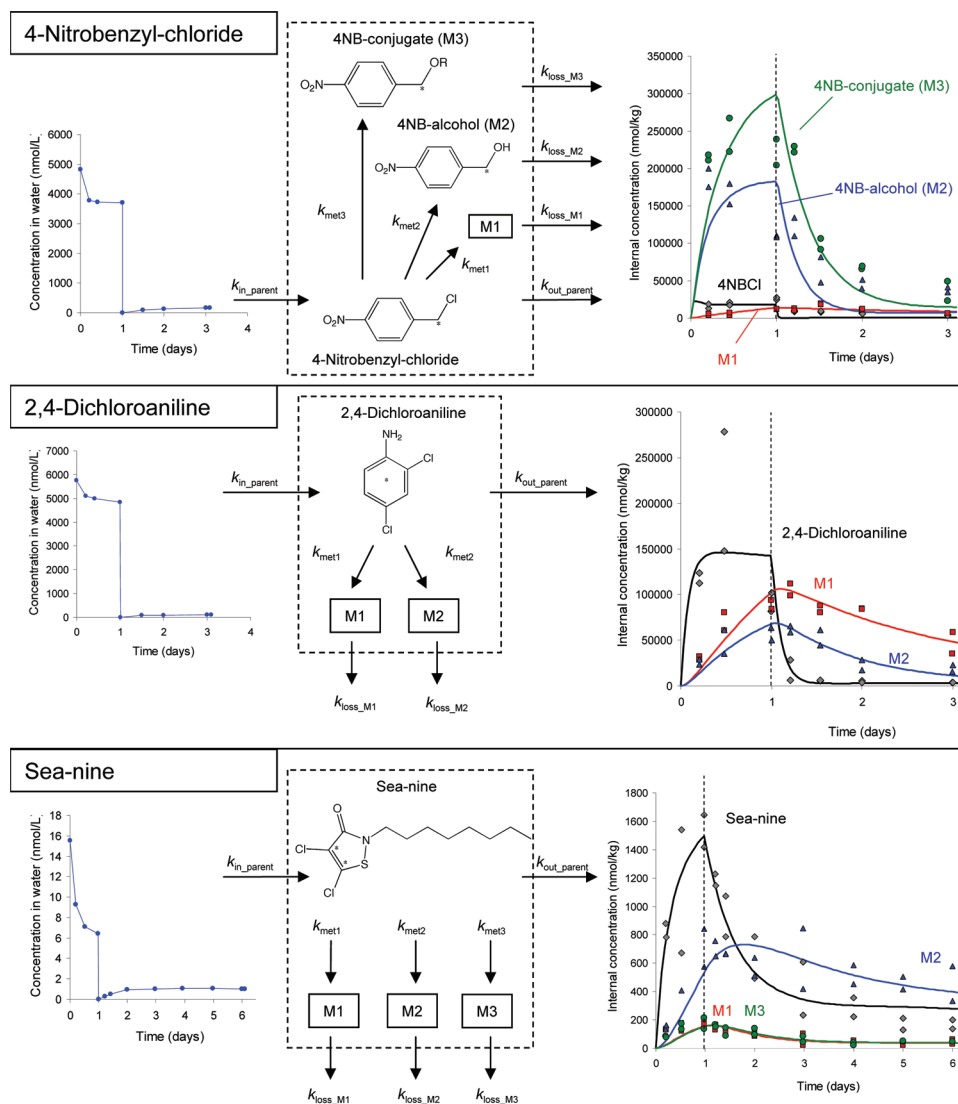 4-Nitrobenzyl-chloride
Concentration in water (nmol/L)
6000
5000
4000
3000
2000
1000
0
0 1 2 3 4
Time (days)
k in_parent
4NB-conjugate (M3)
OR
O2N
*
4NB-alcohol (M2)
OH
O2N
*
kmet3
kmet2
M1
kmet1
Cl
O2N
*
4-Nitrobenzyl-chloride
kloss_M3
kloss_M2
kloss_M1
kout_parent
Internal concentration (nmol/kg)
350000
300000
250000
200000
150000
100000
50000
0
0 1 2 3
Time (days)
4NB-conjugate (M3)
4NB-alcohol (M2)
4NBCl
M1
2,4-Dichloroaniline
Concentration in water (nmol/L)
7000
6000
5000
4000
3000
2000
1000
0
0 1 2 3 4
Time (days)
kin_parent
2,4-Dichloroaniline
NH2
Cl
*
Cl
kmet1
kmet2
M1
M2
kloss_M1
kloss_M2
kout_parent
Internal concentration (nmol/kg)
300000
250000
200000
150000
100000
50000
0
0 1 2 3
Time (days)
2,4-Dichloroaniline
M1
M2
Sea-nine
Concentration in water (nmol/L)
18
16
14
12
10
8
6
4
2
0
0 1 2 3 4 5 6
Time (days)
kin_parent
Sea-nine
O
Cl
*
N
*
S
Cl
kmet1
kmet2
kmet3
M1
M2
M3
kloss_M1
kloss_M2
kloss_M3
kout_parent
Internal concentration (nmol/kg)
1800
1600
1400
1200
1000
800
600
400
200
0
0 1 2 3 4 5 6
Time (days)
Sea-nine
M2
M1 M3